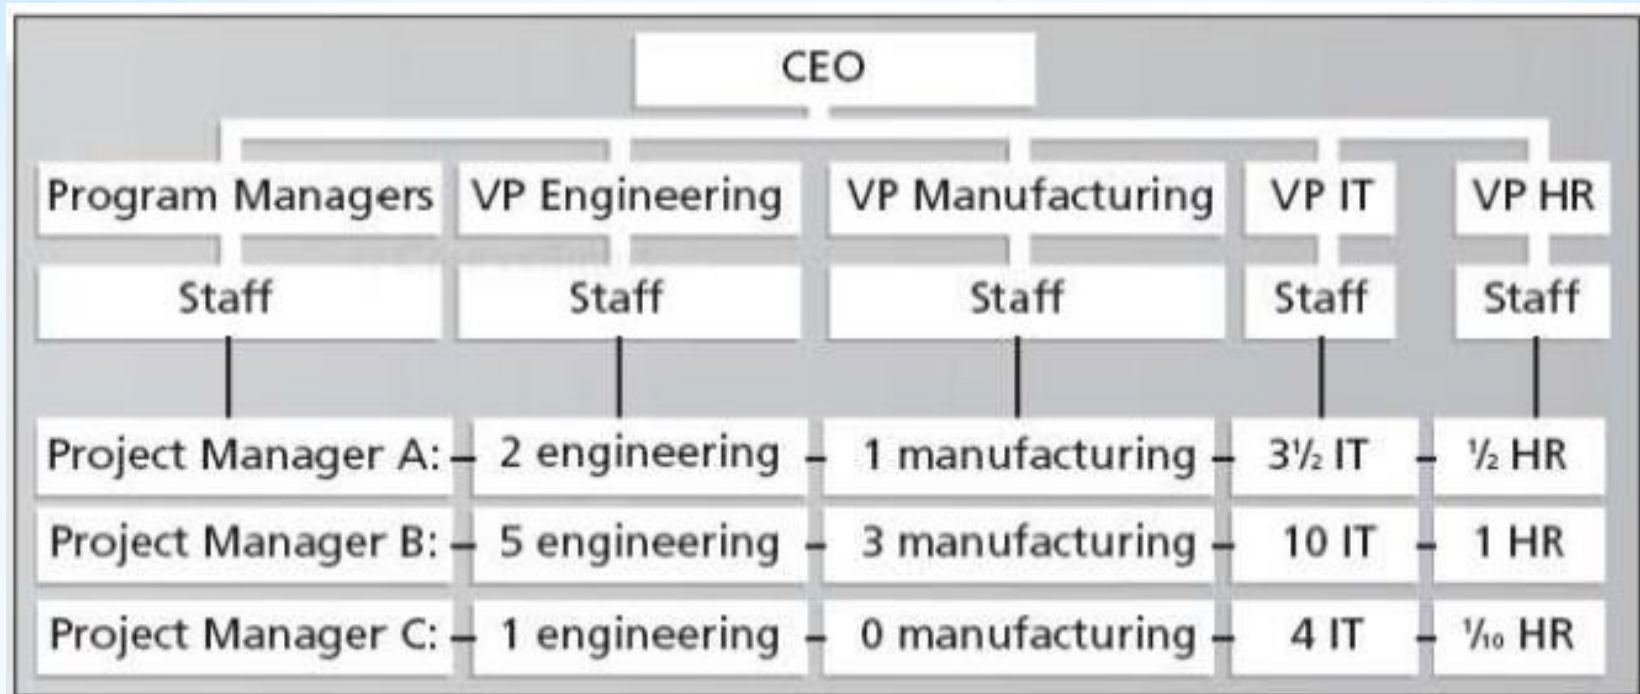 CEO
Program Managers VP Engineering VP Manufacturing VP IT VP HR
Staff Staff Staff Staff Staff
Project Manager A: – 2 engineering – 1 manufacturing – 3½ IT – ½ HR
Project Manager B: – 5 engineering – 3 manufacturing – 10 IT – 1 HR
Project Manager C: – 1 engineering – 0 manufacturing – 4 IT – ⅒ HR